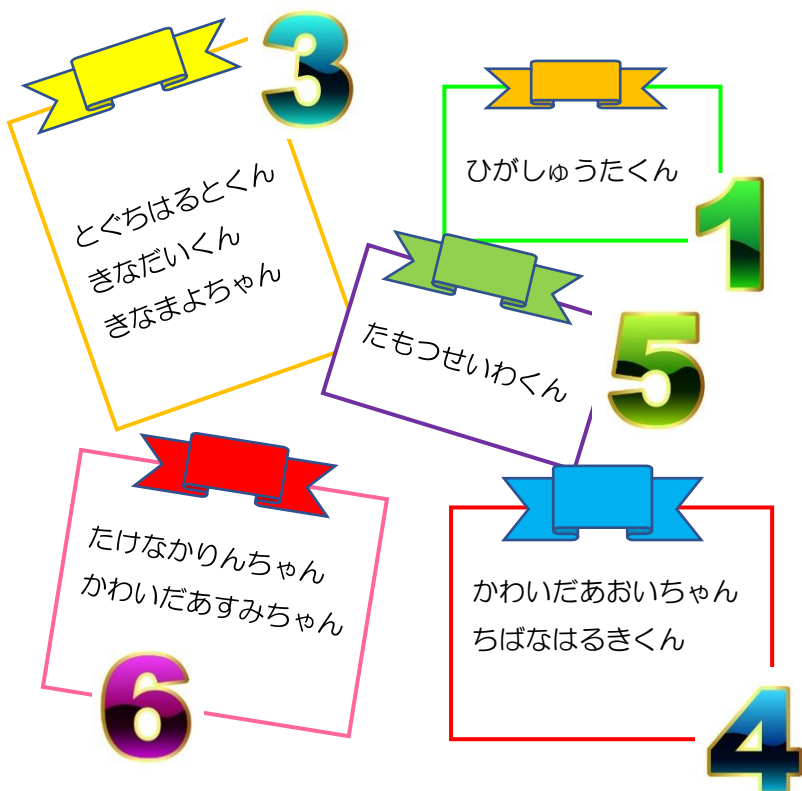 3
とぐちはるとくん
きなだいくん
きなまよちゃん
ひがしゅうたくん
1
たもつせいわくん
5
たけなかりんちゃん
かわいだあすみちゃん
6
かわいだあおいちゃん
ちばなはるきくん
4